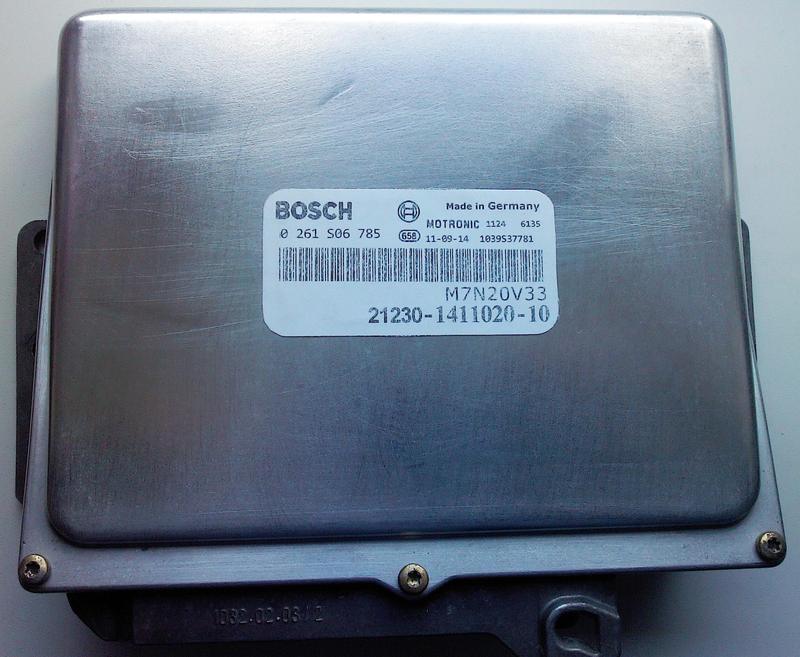 BOSCH Made in Germany
MOTRONIC 1124 6135
0 261 S06 785 658 11-09-14 1039S37781
M7N20V33
21230-1411020-10
1032.02.03/2